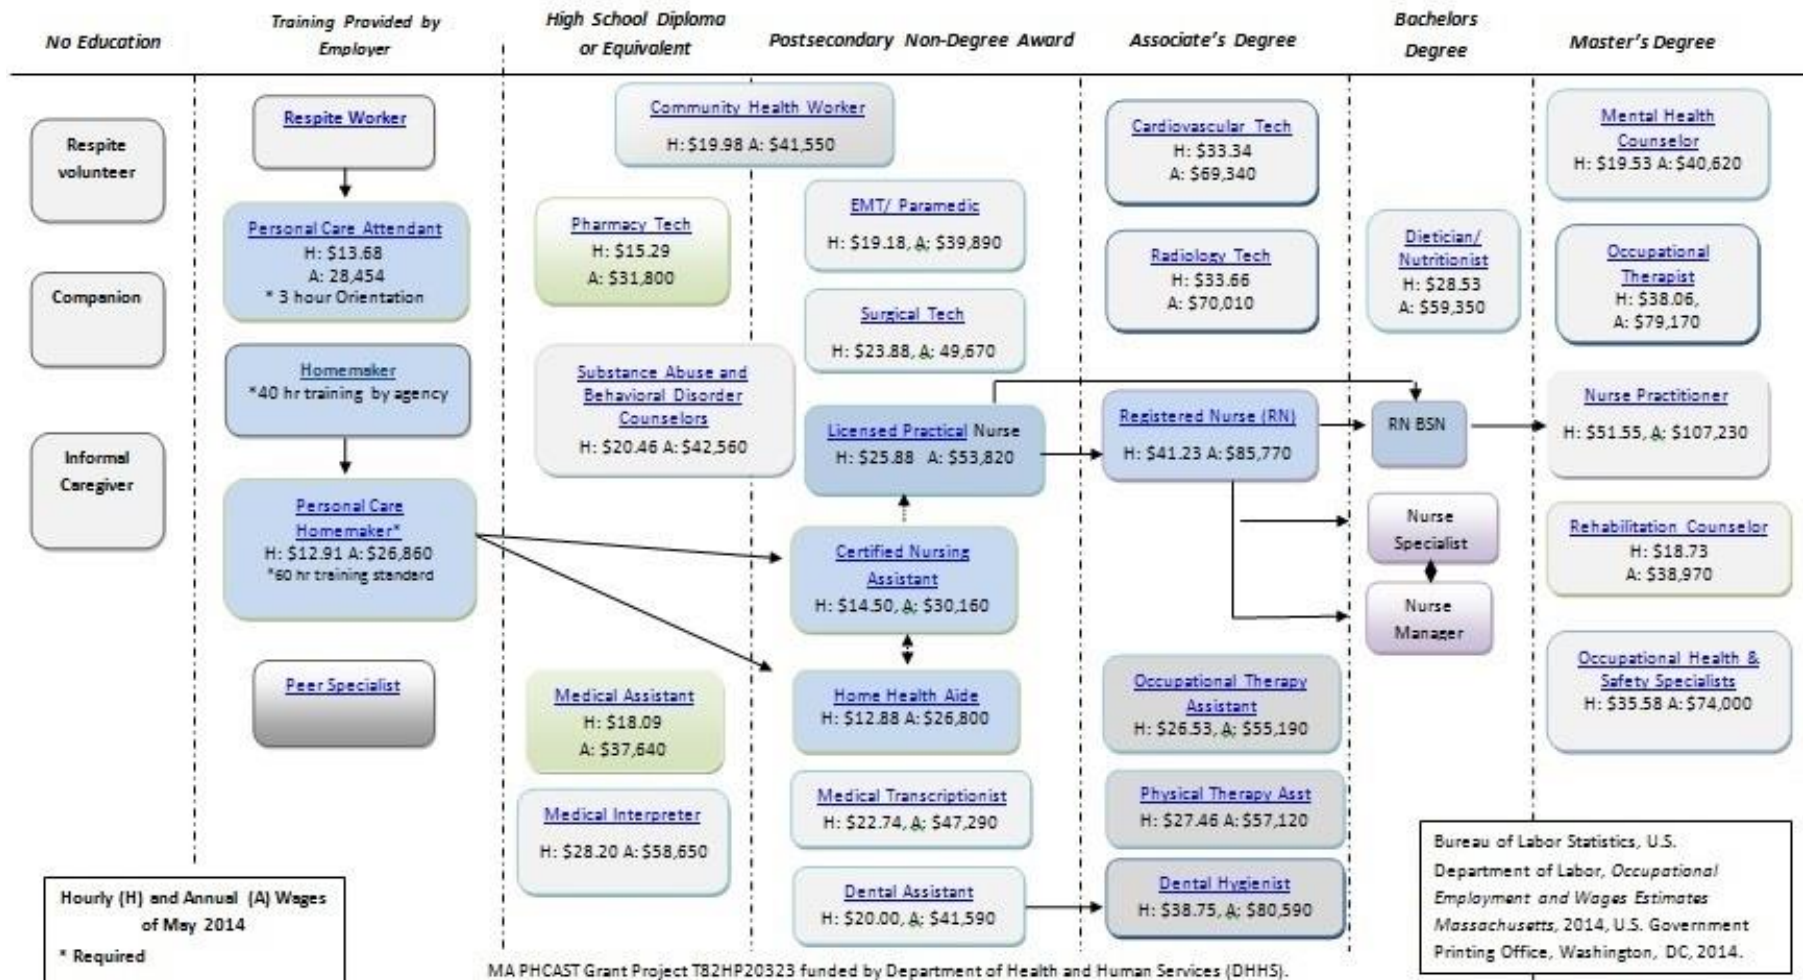 No Education
Training Provided by
Employer
High School Diploma
or Equivalent
Postsecondary Non-Degree Award
Associate's Degree
Bachelors
Degree
Master's Degree
Respite
volunteer
Companion
Informal
Caregiver
Respite Worker
Personal Care Attendant
H: $13.68
A: 28,454
* 3 hour Orientation
Homemaker
*40 hr training by agency
Personal Care
Homemaker*
H: $12.91 A: $26,860
*60 hr training standard
Peer Specialist
Community Health Worker
H: $19.98 A: $41,550
Pharmacy Tech
H: $15.29
A: $31,800
Substance Abuse and
Behavioral Disorder
Counselors
H: $20.46 A: $42,560
Medical Assistant
H: $18.09
A: $37,640
Medical Interpreter
H: $28.20 A: $58,650
EMT/ Paramedic
H: $19.18, A; $39,890
Surgical Tech
H: $23.88, A; 49,670
Licensed Practical Nurse
H: $25.88 A: $53,820
Certified Nursing
Assistant
H: $14.50, A; $30,160
Home Health Aide
H: $12.88 A: $26,800
Medical Transcriptionist
H: $22.74, A; $47,290
Dental Assistant
H: $20.00, A; $41,590
Cardiovascular Tech
H: $33.34
A: $69,340
Radiology Tech
H: $33.66
A: $70,010
Registered Nurse (RN)
H: $41.23 A: $85,770
Occupational Therapy
Assistant
H: $26.53, A; $55,190
Physical Therapy Asst
H: $27.46 A: $57,120
Dental Hygienist
H: $38.75, A; $80,590
Dietician/
Nutritionist
H: $28.53
A: $59,350
RN BSN
Nurse
Specialist
Nurse
Manager
Mental Health
Counselor
H: $19.53 A: $40,620
Occupational
Therapist
H: $38.06,
A: $79,170
Nurse Practitioner
H: $51.55, A; $107,230
Rehabilitation Counselor
H: $18.73
A: $38,970
Occupational Health &
Safety Specialists
H: $35.58 A: $74,000
Hourly (H) and Annual (A) Wages
of May 2014
* Required
MA PHCAST Grant Project T82HP20323 funded by Department of Health and Human Services (DHHS).
Bureau of Labor Statistics, U.S.
Department of Labor, Occupational
Employment and Wages Estimates
Massachusetts, 2014, U.S. Government
Printing Office, Washington, DC, 2014.